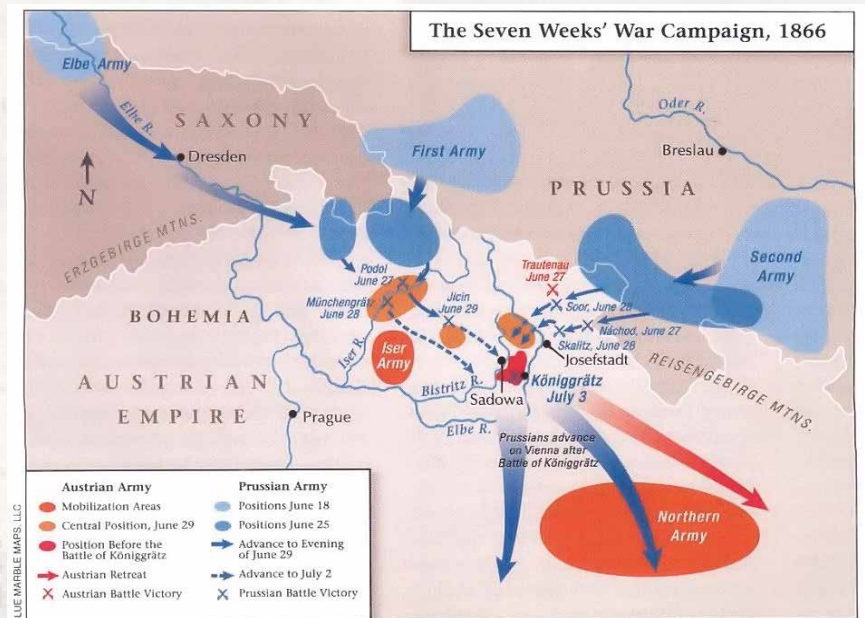 The Seven Weeks' War Campaign, 1866
Elbe Army
Elbe R.
SAXONY
Dresden
N
ERZGEBIRGE MTNS.
First Army
Oder R.
Breslau
PRUSSIA
Second
Army
Podol
June 27
Münchengrätz
June 28
Jicin
June 29
Trautenau
June 27
Soor, June 28
Náchod, June 27
Skalitz, June 28
Josefstadt
REISENGEBIRGE MTNS.
BOHEMIA
Iser R.
Iser
Army
Bistritz R.
Sadowa
Königgrätz
July 3
AUSTRIAN
EMPIRE
Prague
Elbe R.
Prussians advance
on Vienna after
Battle of Königgrätz
Northern
Army
Austrian Army
Mobilization Areas
Central Position, June 29
Position Before the
Battle of Königgrätz
Austrian Retreat
Austrian Battle Victory
Prussian Army
Positions June 18
Positions June 25
Advance to Evening
of June 29
Advance to July 2
Prussian Battle Victory
LUE MARBLE MAPS, LLC